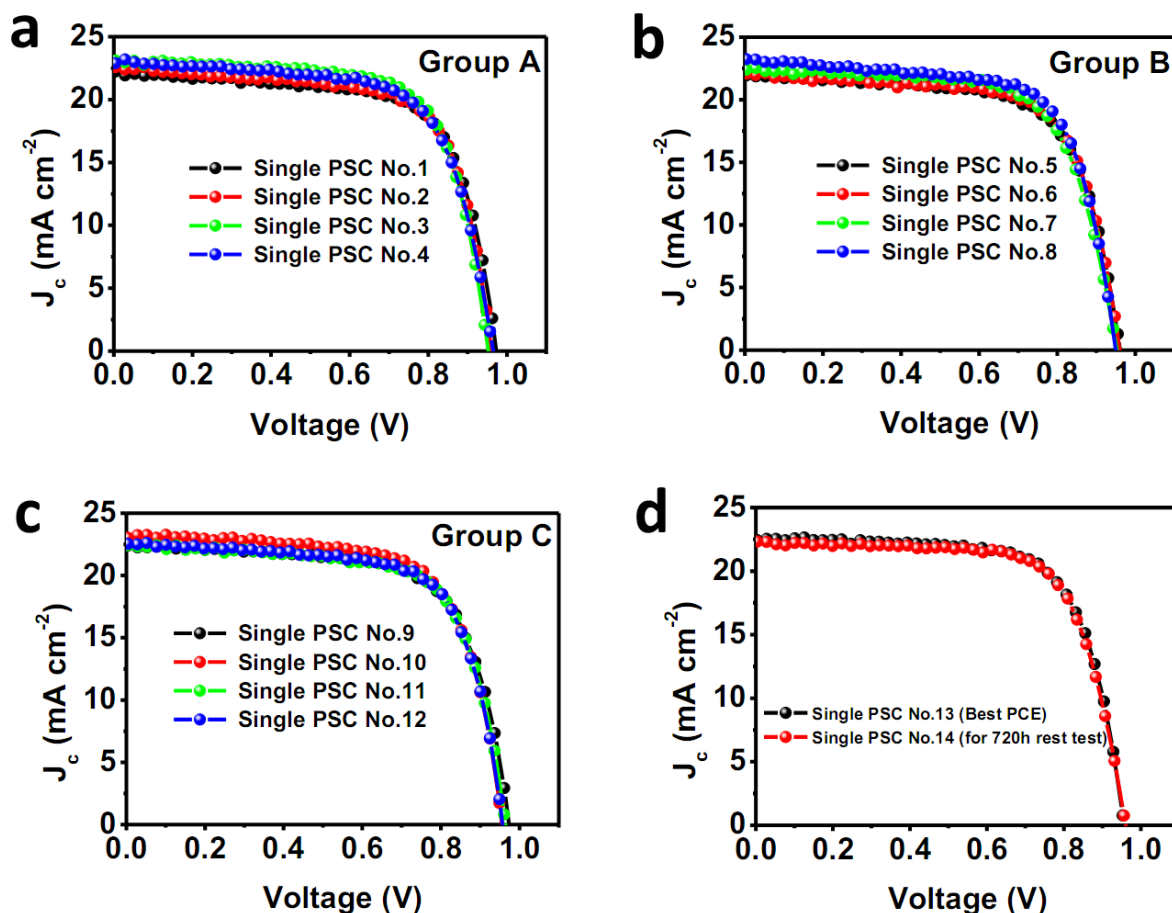 a
Group A
25
20
15
10
5
0
J_c (mA cm^-2)
Single PSC No.1
Single PSC No.2
Single PSC No.3
Single PSC No.4
0.0 0.2 0.4 0.6 0.8 1.0
Voltage (V)
b
Group B
25
20
15
10
5
0
J_c (mA cm^-2)
Single PSC No.5
Single PSC No.6
Single PSC No.7
Single PSC No.8
0.0 0.2 0.4 0.6 0.8 1.0
Voltage (V)
c
Group C
25
20
15
10
5
0
J_c (mA cm^-2)
Single PSC No.9
Single PSC No.10
Single PSC No.11
Single PSC No.12
0.0 0.2 0.4 0.6 0.8 1.0
Voltage (V)
d
25
20
15
10
5
0
J_c (mA cm^-2)
Single PSC No.13 (Best PCE)
Single PSC No.14 (for 720h rest test)
0.0 0.2 0.4 0.6 0.8 1.0
Voltage (V)